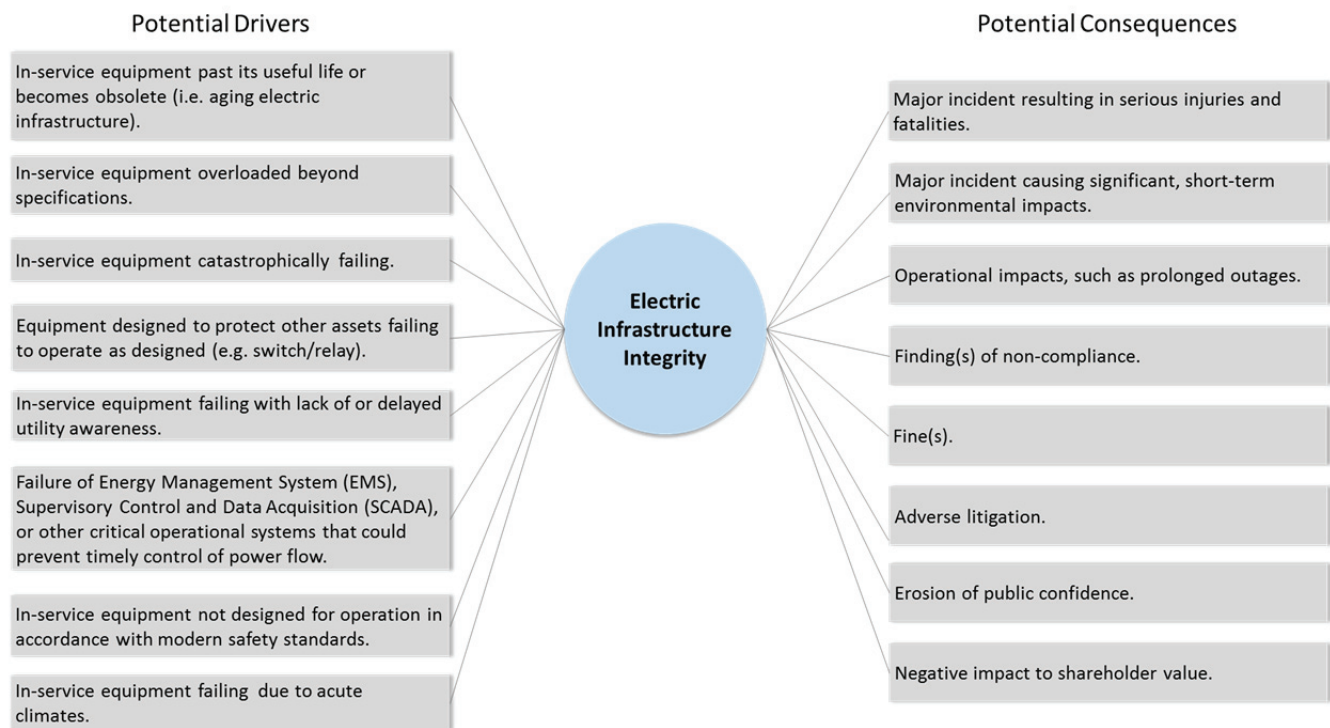 Potential Drivers
In-service equipment past its useful life or
becomes obsolete (i.e. aging electric
infrastructure).
In-service equipment overloaded beyond
specifications.
In-service equipment catastrophically failing.
Equipment designed to protect other assets failing
to operate as designed (e.g. switch/relay).
In-service equipment failing with lack of or delayed
utility awareness.
Failure of Energy Management System (EMS),
Supervisory Control and Data Acquisition (SCADA),
or other critical operational systems that could
prevent timely control of power flow.
In-service equipment not designed for operation in
accordance with modern safety standards.
In-service equipment failing due to acute
climates.
Electric
Infrastructure
Integrity
Potential Consequences
Major incident resulting in serious injuries and
fatalities.
Major incident causing significant, short-term
environmental impacts.
Operational impacts, such as prolonged outages.
Finding(s) of non-compliance.
Fine(s).
Adverse litigation.
Erosion of public confidence.
Negative impact to shareholder value.